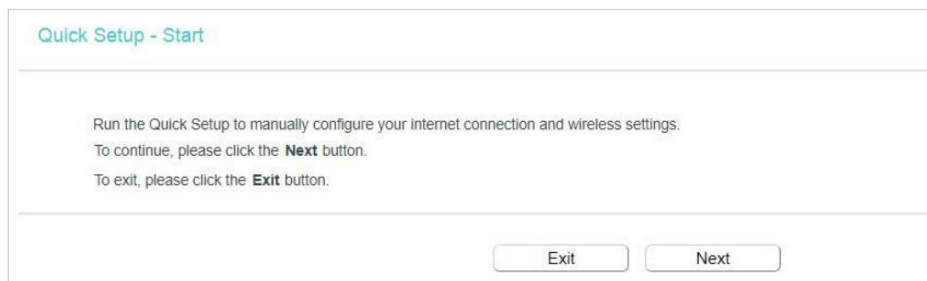 Quick Setup - Start
Run the Quick Setup to manually configure your internet connection and wireless settings.
To continue, please click the Next button.
To exit, please click the Exit button.
Exit
Next